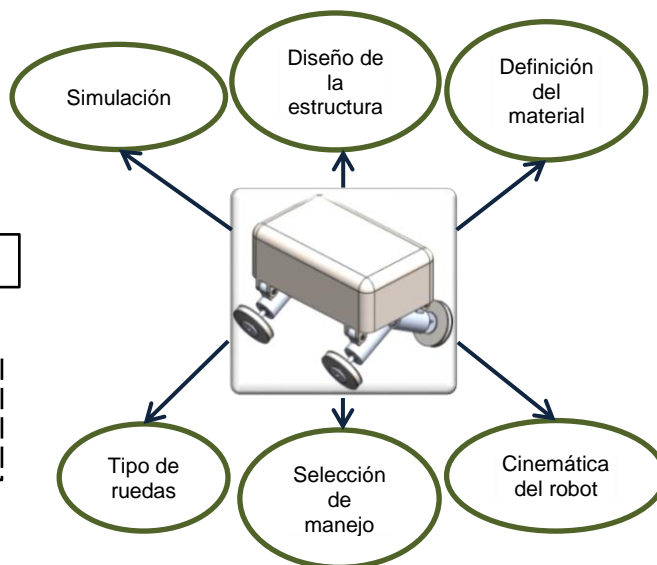 Simulación
Diseño de
la
estructura
Definición
del
material
Tipo de
ruedas
Selección
de
manejo
Cinemática
del robot